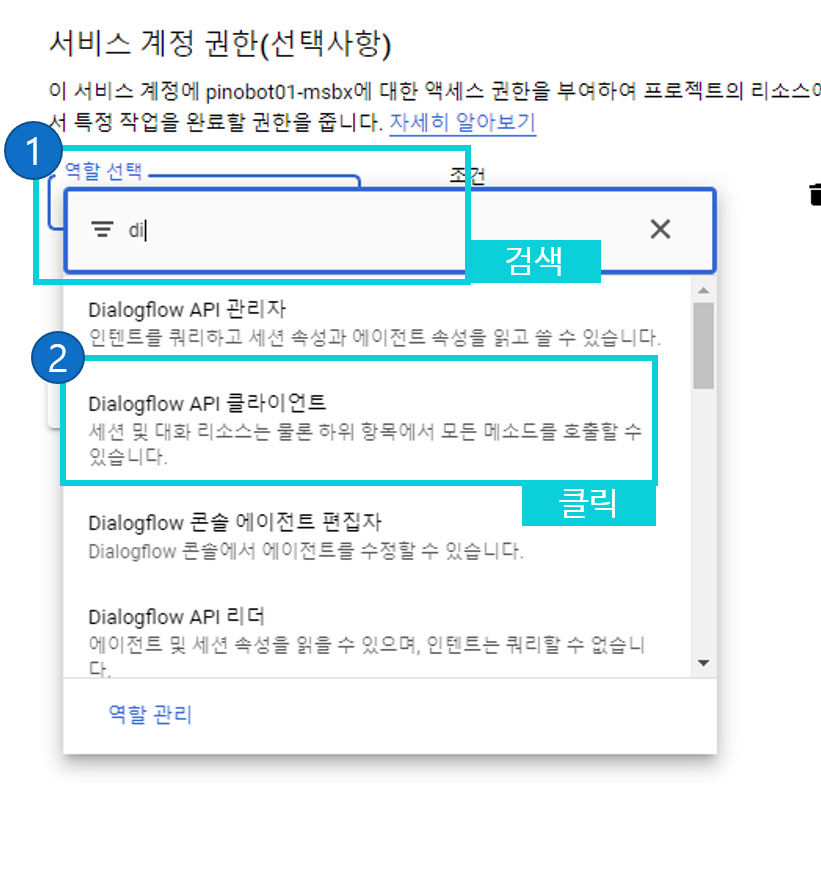 서비스 계정 권한(선택사항)
이 서비스 계정에 pinobot01-msbx에 대한 액세스 권한을 부여하여 프로젝트의 리소스에
서 특정 작업을 완료할 권한을 줍니다. 자세히 알아보기
1
역할 선택
조건
di
검색
Dialogflow API 관리자
인텐트를 쿼리하고 세션 속성과 에이전트 속성을 읽고 쓸 수 있습니다.
2
Dialogflow API 클라이언트
세션 및 대화 리소스는 물론 하위 항목에서 모든 메소드를 호출할 수
있습니다.
클릭
Dialogflow 콘솔 에이전트 편집자
Dialogflow 콘솔에서 에이전트를 수정할 수 있습니다.
Dialogflow API 리더
에이전트 및 세션 속성을 읽을 수 있으며, 인텐트는 쿼리할 수 없습니
다.
역할 관리